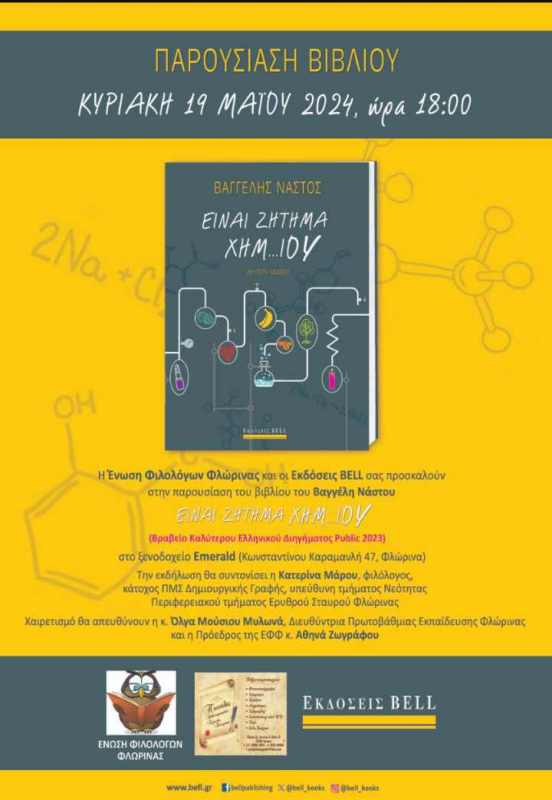 ΠΑΡΟΥΣΙΑΣΗ ΒΙΒΛΙΟΥ
ΚΥΡΙΑΚΗ 19 ΜΑΪΟΥ 2024, ώρα 18:00
ΒΑΓΓΕΛΗΣ ΝΑΣΤΟΣ
ΕΙΝΑΙ ΖΗΤΗΜΑ
ΧΗΜ...ΙΟΥ
ΕΚΔΟΣΕΙΣ BELL
2Na + Cl₂
OH
Η Ένωση Φιλολόγων Φλώρινας και οι Εκδόσεις BELL σας προσκαλούν
στην παρουσίαση του βιβλίου του Βαγγέλη Νάστου
ΕΙΝΑΙ ΖΗΤΗΜΑ ΧΗΜ...ΙΟΥ
(Βραβείο Καλύτερου Ελληνικού Διηγήματος Public 2023)
στο ξενοδοχείο Emerald (Κωνσταντίνου Καραμανλή 47, Φλώρινα)
Την εκδήλωση θα συντονίσει η Κατερίνα Μάρου, φιλόλογος,
κάτοχος ΠΜΣ Δημιουργικής Γραφής, υπεύθυνη τμήματος Νεότητας
Περιφερειακού τμήματος Ερυθρού Σταυρού Φλώρινας
Χαιρετισμό θα απευθύνουν η κ. Όλγα Μούσιου Μυλωνά, Διευθύντρια Πρωτοβάθμιας Εκπαίδευσης Φλώρινας
και η Πρόεδρος της ΕΦΦ κ. Αθηνά Ζωγράφου
ΕΝΩΣΗ ΦΙΛΟΛΟΓΩΝ
ΦΛΩΡΙΝΑΣ
ΕΚΔΟΣΕΙΣ BELL
www.bell.gr bellpublishing @bell_books @bell_books